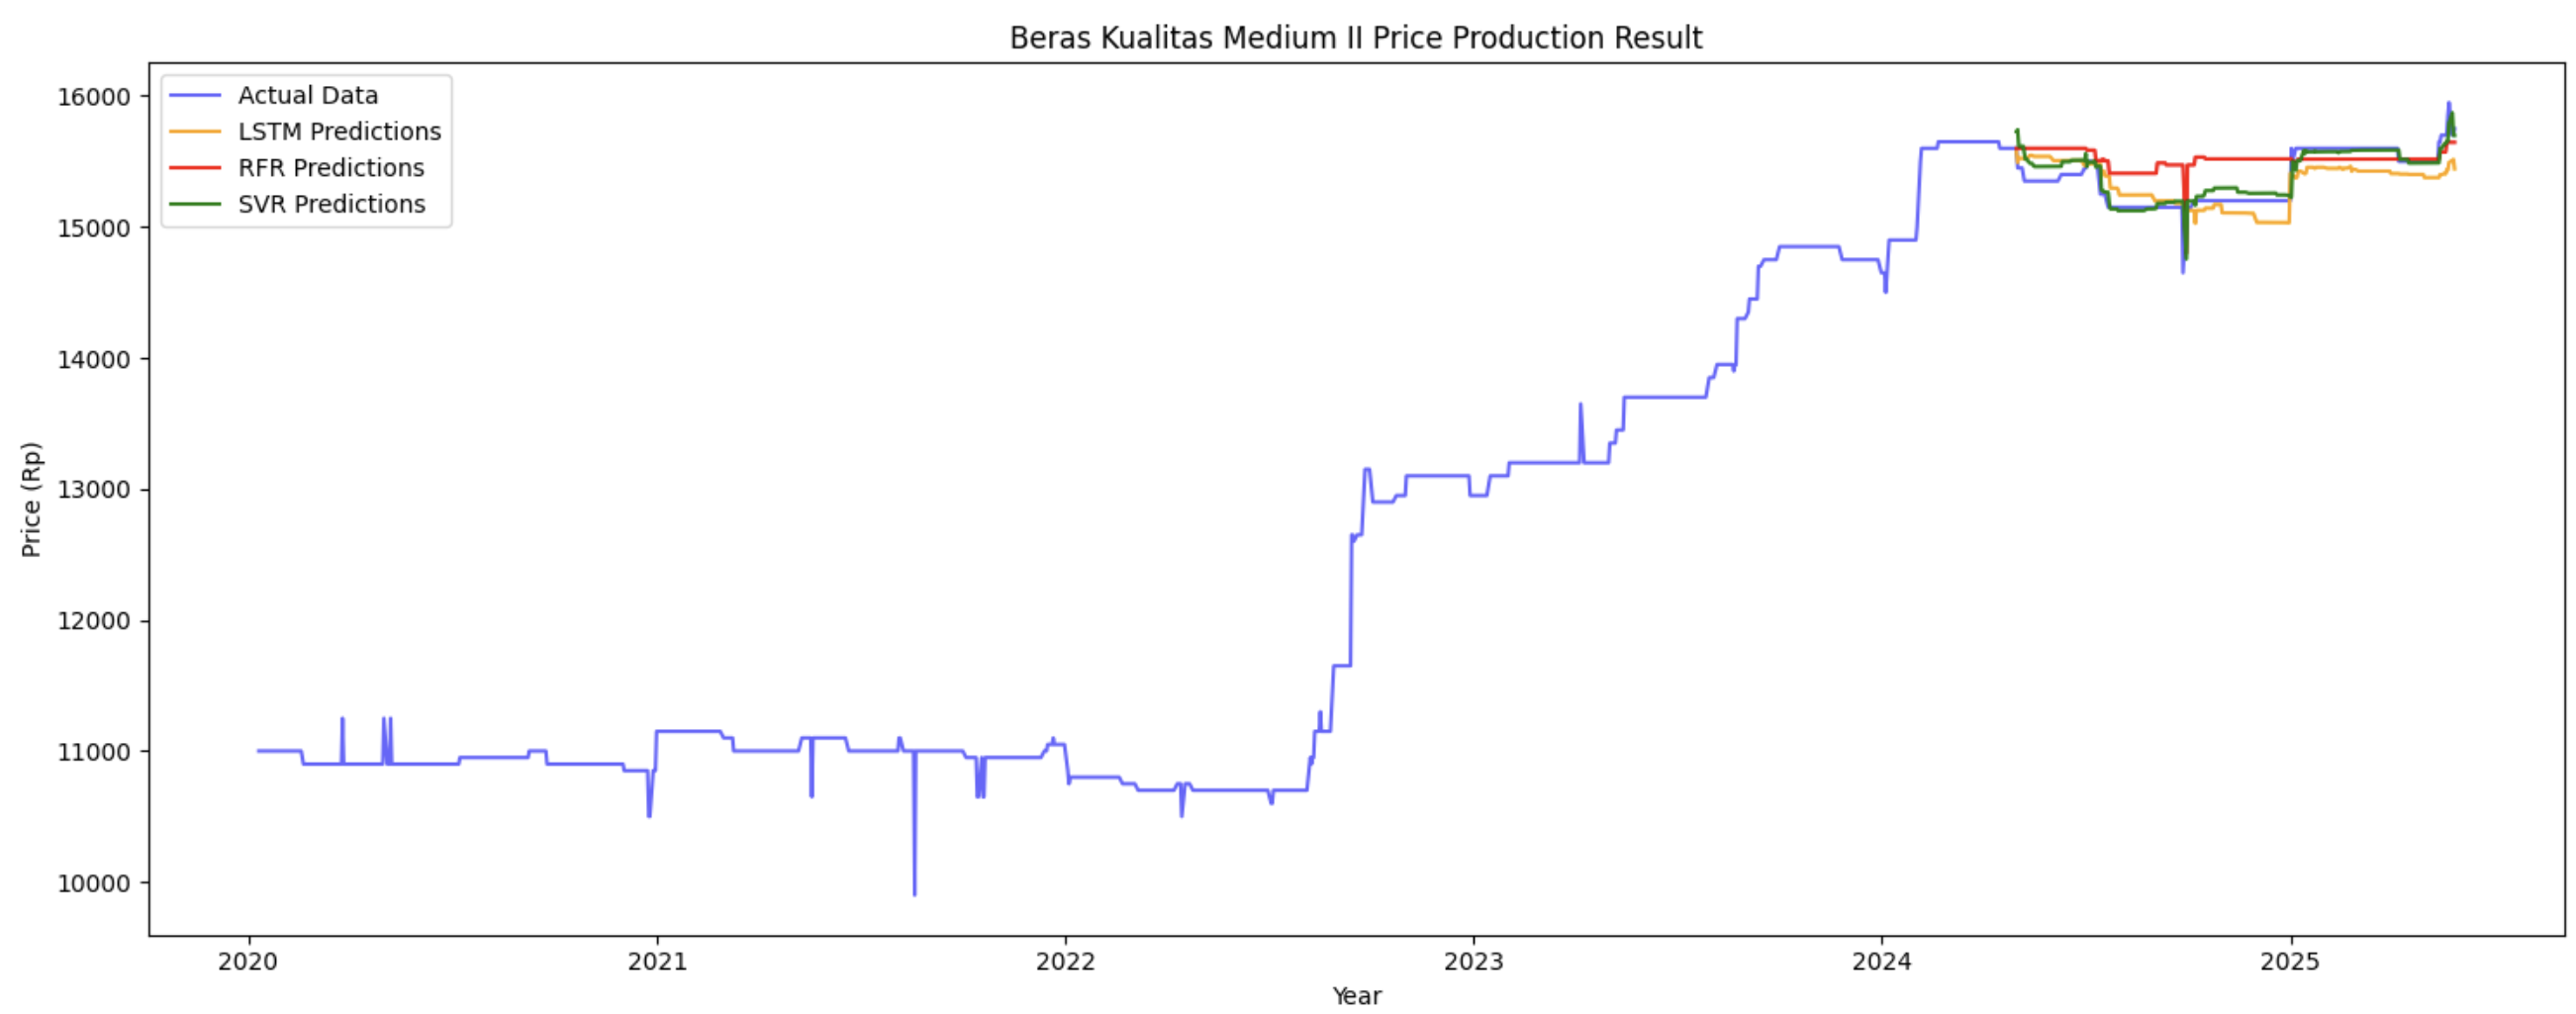 Beras Kualitas Medium II Price Production Result
Actual Data
LSTM Predictions
RFR Predictions
SVR Predictions
Price (Rp)
16000
15000
14000
13000
12000
11000
10000
2020 2021 2022 2023 2024 2025
Year